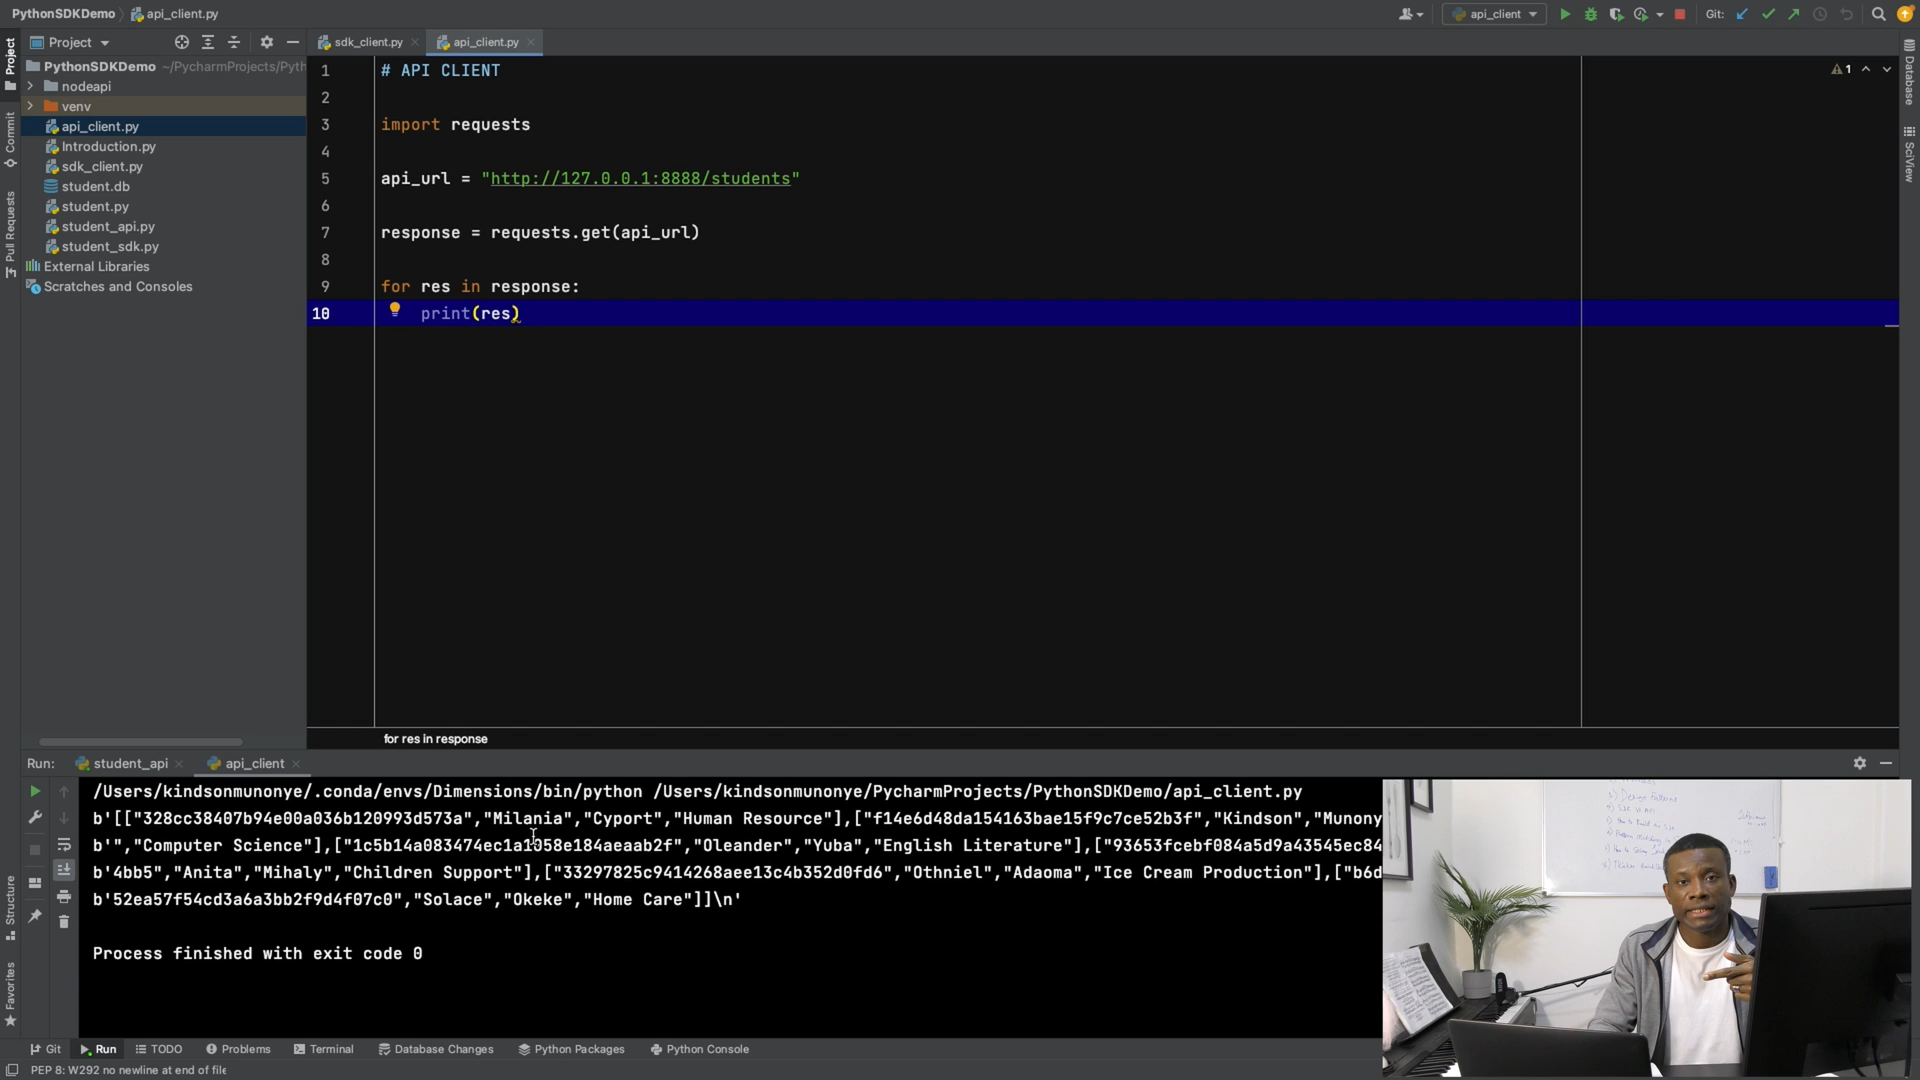 PythonSDKDemo
api_client.py
api_client
Git:
Project
sdk_client.py
api_client.py
PythonSDKDemo ~/PycharmProjects/Pyth
nodeapi
venv
api_client.py
Introduction.py
sdk_client.py
student.db
student.py
student_api.py
student_sdk.py
External Libraries
Scratches and Consoles
Project
Commit
Pull Requests
Structure
Favorites
Database
SciView
1
1 # API CLIENT
2
3 import requests
4
5 api_url = "http://127.0.0.1:8888/students"
6
7 response = requests.get(api_url)
8
9 for res in response:
10 print(res)
for res in response
Run: student_api api_client
/Users/kindsonmunonye/.conda/envs/Dimensions/bin/python /Users/kindsonmunonye/PycharmProjects/PythonSDKDemo/api_client.py
b'[["328cc38407b94e00a036b120993d573a","Milania","Cyport","Human Resource"],["f14e6d48da154163bae15f9c7ce52b3f","Kindson","Munony
b'","Computer Science"],["1c5b14a083474ec1a1058e184aeaab2f","Oleander","Yuba","English Literature"],["93653fcebf084a5d9a43545ec84
b'4bb5","Anita","Mihaly","Children Support"],["33297825c9414268aee13c4b352d0fd6","Othniel","Adaoma","Ice Cream Production"],["b6d
b'52ea57f54cd3a6a3bb2f9d4f07c0","Solace","Okeke","Home Care"]]\n'
Process finished with exit code 0
Design Patterns
Git Run TODO Problems Terminal Database Changes Python Packages Python Console
PEP 8: W292 no newline at end of file